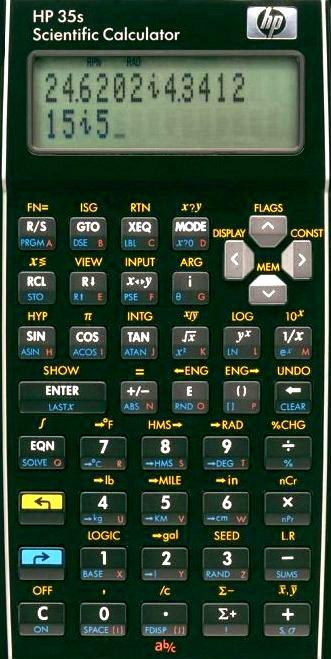 HP 35s hp
Scientific Calculator
RPN RAD
24.6202i4.3412
15i5_
FN= ISG RTN x?y FLAGS
R/S GTO XEQ MODE DISPLAY CONST
PRGM A DSE B LBL C x?0 D
x≶ VIEW INPUT ARG MEM
RCL R↓ x↔y i
STO R↑ E PSE F θ G
HYP π INTG x√y LOG 10ˣ
SIN COS TAN √x yˣ 1/x
ASIN H ACOS I ATAN J x² K LN L eˣ M
SHOW = ←ENG ENG→ UNDO
ENTER +/− E ( ) ←
LAST x ABS N RND O [ ] P CLEAR
∫ →°F HMS→ →RAD %CHG
EQN 7 8 9 ÷
SOLVE Q →°C R →HMS S →DEG T %
→lb →MILE →in nCr
4 5 6 ×
→kg U →KM V →cm W nPr
LOGIC →gal SEED L.R
1 2 3 −
BASE X →l Y RAND Z SUMS
OFF , /c Σ− x̄,ȳ
C 0 · Σ+ +
ON SPACE (I) FDISP (J) ! S,σ
ab/c